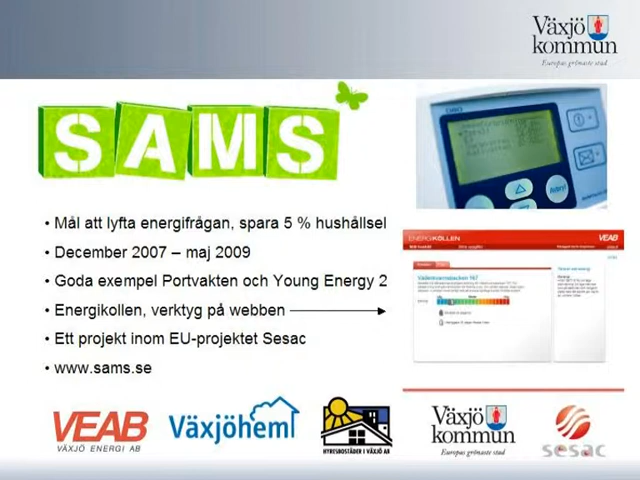 Växjö
kommun
Europas grönaste stad
SAMS
• Mål att lyfta energifrågan, spara 5 % hushållsel
• December 2007 – maj 2009
• Goda exempel Portvakten och Young Energy 2
• Energikollen, verktyg på webben
• Ett projekt inom EU-projektet Sesac
• www.sams.se
ENERGIKOLLEN
VEAB
VEAB
VÄXJÖ ENERGI AB
Växjöhem
HYRESBOSTÄDER I VÄXJÖ AB
Växjö
kommun
Europas grönaste stad
sesac